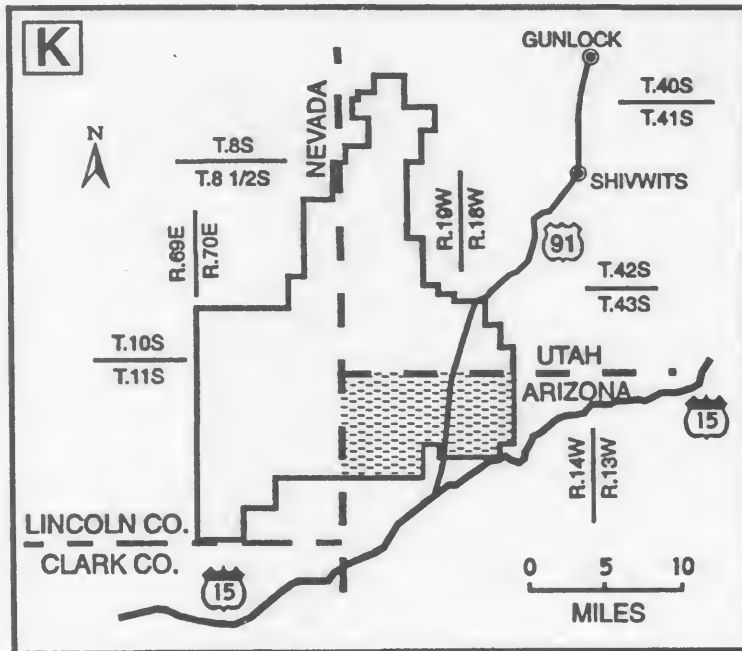 K
GUNLOCK
N
NEVADA
T.40S
T.41S
T.8S
T.8 1/2S
SHIVWITS
R.19W
R.18W
91
R.69E
R.70E
T.42S
T.43S
T.10S
T.11S
UTAH
ARIZONA
15
R.14W
R.13W
LINCOLN CO.
CLARK CO.
15
0 5 10
MILES